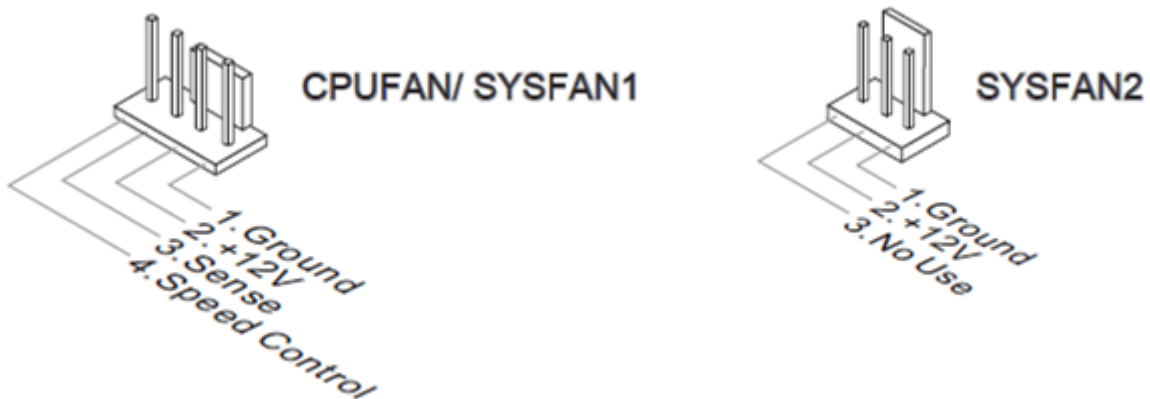 CPUFAN/ SYSFAN1
1.Ground
2. +12V
3.Sense
4.Speed Control
SYSFAN2
1.Ground
2. +12V
3.No Use